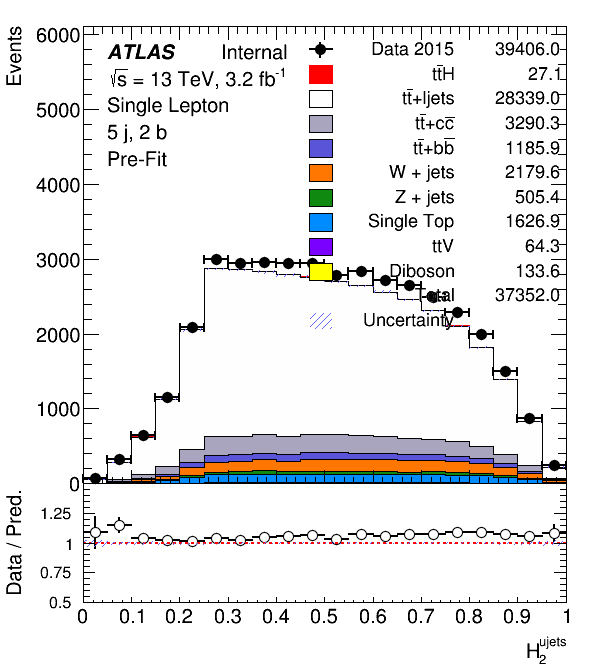 Events
6000
5000
4000
3000
2000
1000
0
ATLAS Internal
√s = 13 TeV, 3.2 fb-1
Single Lepton
5 j, 2 b
Pre-Fit
Data 2015 39406.0
tt̄H 27.1
tt̄+ljets 28339.0
tt̄+cc̄ 3290.3
tt̄+bb̄ 1185.9
W + jets 2179.6
Z + jets 505.4
Single Top 1626.9
ttV 64.3
Diboson 133.6
37352.0
Uncertainty
Data / Pred.
1.25
1
0.75
0.5
0 0.1 0.2 0.3 0.4 0.5 0.6 0.7 0.8 0.9 1
H2ujets